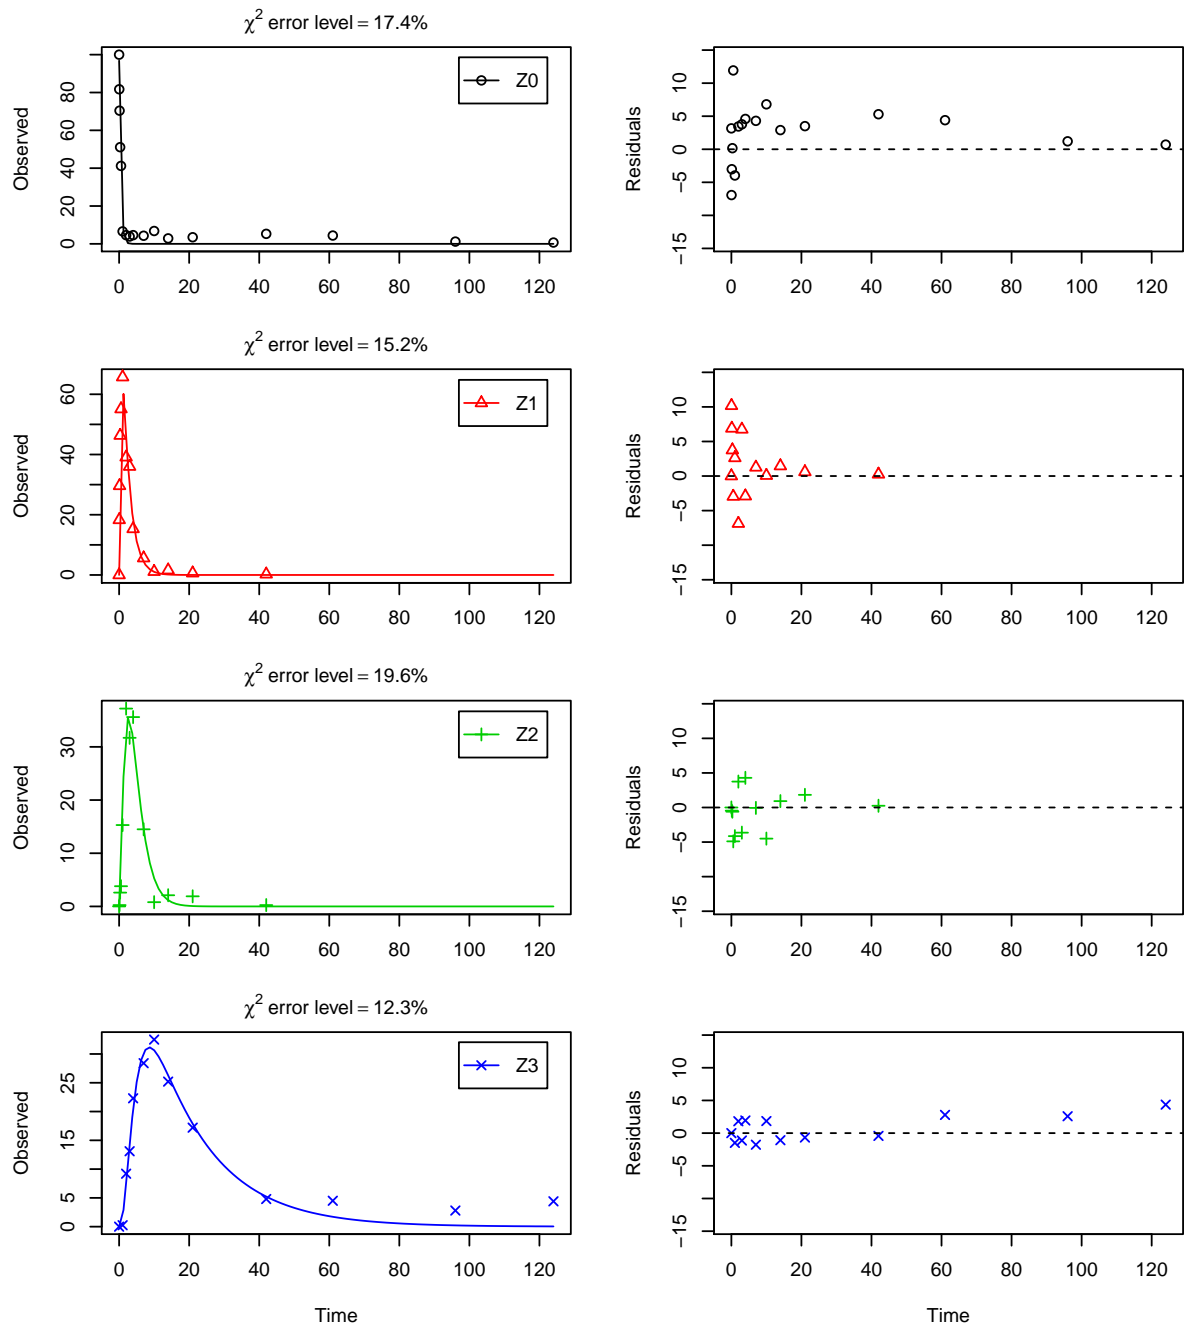 χ² error level = 17.4%
Observed
0 20 40 60 80
0 20 40 60 80 100 120
Z0
Residuals
−15 −5 0 5 10
0 20 40 60 80 100 120
χ² error level = 15.2%
Observed
0 20 40 60
0 20 40 60 80 100 120
Z1
Residuals
−15 −5 0 5 10
0 20 40 60 80 100 120
χ² error level = 19.6%
Observed
0 10 30
0 20 40 60 80 100 120
Z2
Residuals
−15 −5 0 5 10
0 20 40 60 80 100 120
χ² error level = 12.3%
Observed
0 5 15 25
0 20 40 60 80 100 120
Z3
Time
Residuals
−15 −5 0 5 10
0 20 40 60 80 100 120
Time